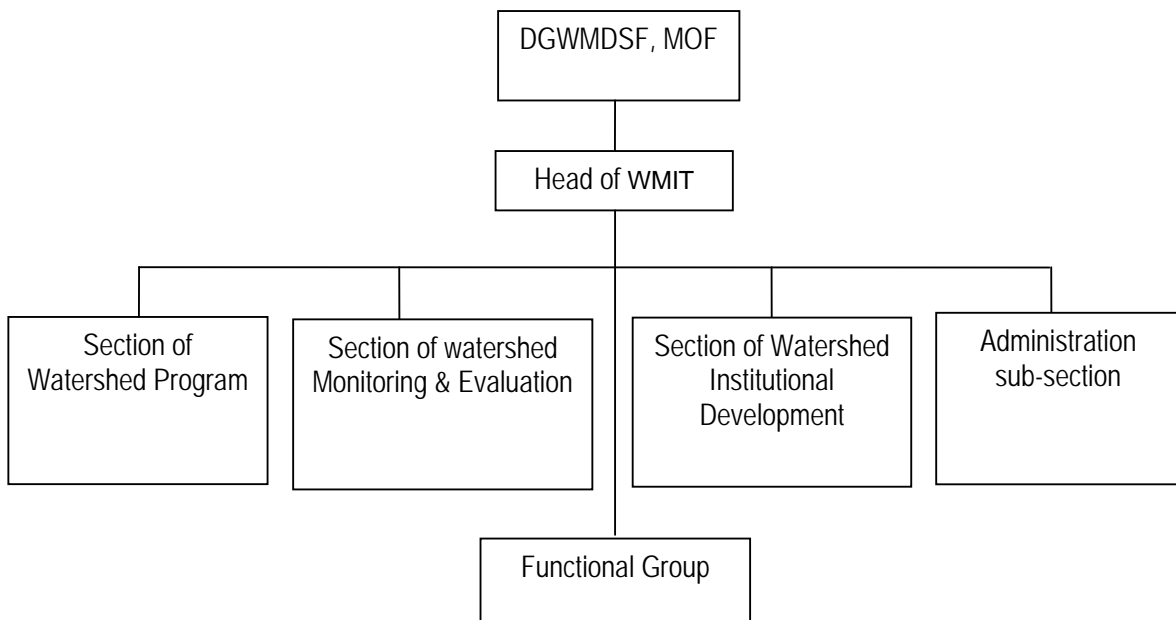 DGWMDSF, MOF
Head of WMIT
Section of
Watershed Program
Section of watershed
Monitoring & Evaluation
Section of Watershed
Institutional
Development
Administration
sub-section
Functional Group